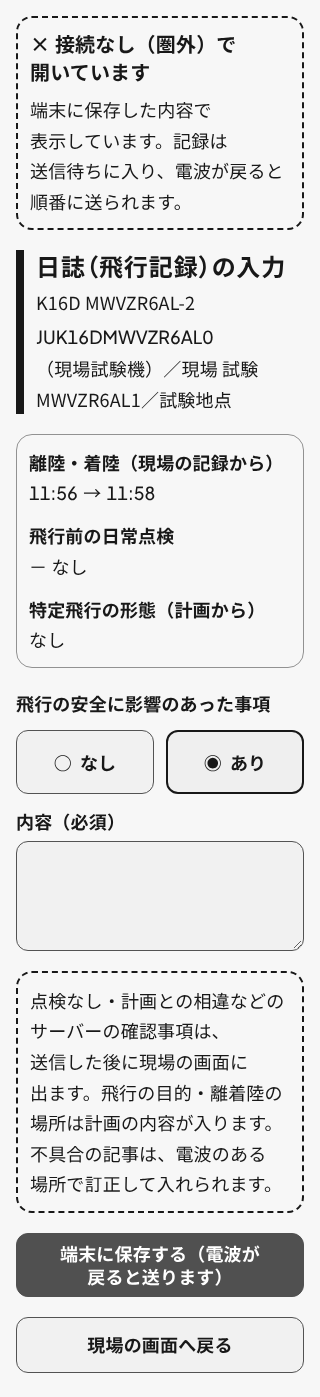 × 接続なし（圏外）で
開いています
端末に保存した内容で
表示しています。記録は
送信待ちに入り、電波が戻ると
順番に送られます。
日誌（飛行記録）の入力
K16D MWVZR6AL-2
JUK16DMWVZR6AL0
（現場試験機）／現場 試験
MWVZR6AL1／試験地点
離陸・着陸（現場の記録から）
11:56 → 11:58
飛行前の日常点検
－ なし
特定飛行の形態（計画から）
なし
飛行の安全に影響のあった事項
○ なし
◉ あり
内容（必須）
点検なし・計画との相違などの
サーバーの確認事項は、
送信した後に現場の画面に
出ます。飛行の目的・離着陸の
場所は計画の内容が入ります。
不具合の記事は、電波のある
場所で訂正して入れられます。
端末に保存する（電波が
戻ると送ります）
現場の画面へ戻る